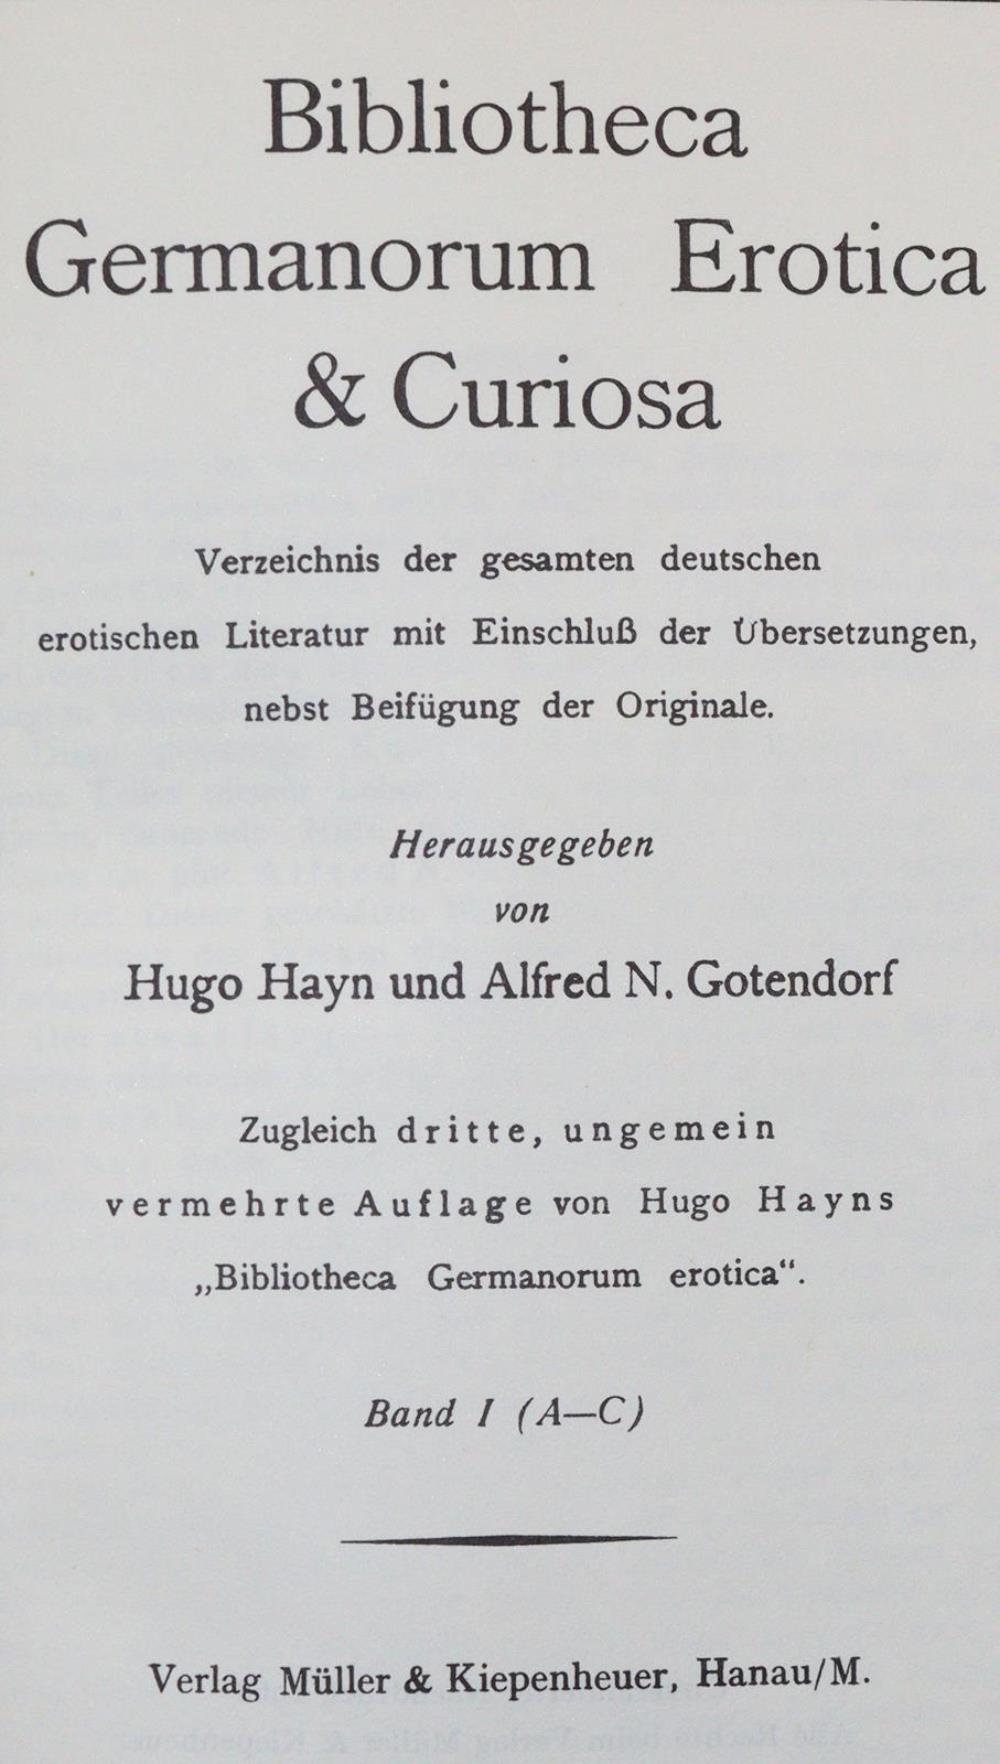 Bibliotheca
Germanorum Erotica
& Curiosa
Verzeichnis der gesamten deutschen
erotischen Literatur mit Einschluß der Übersetzungen,
nebst Beifügung der Originale.
Herausgegeben
von
Hugo Hayn und Alfred N. Gotendorf
Zugleich dritte, ungemein
vermehrte Auflage von Hugo Hayns
„Bibliotheca Germanorum erotica“.
Band I (A—C)
Verlag Müller & Kiepenheuer, Hanau/M.